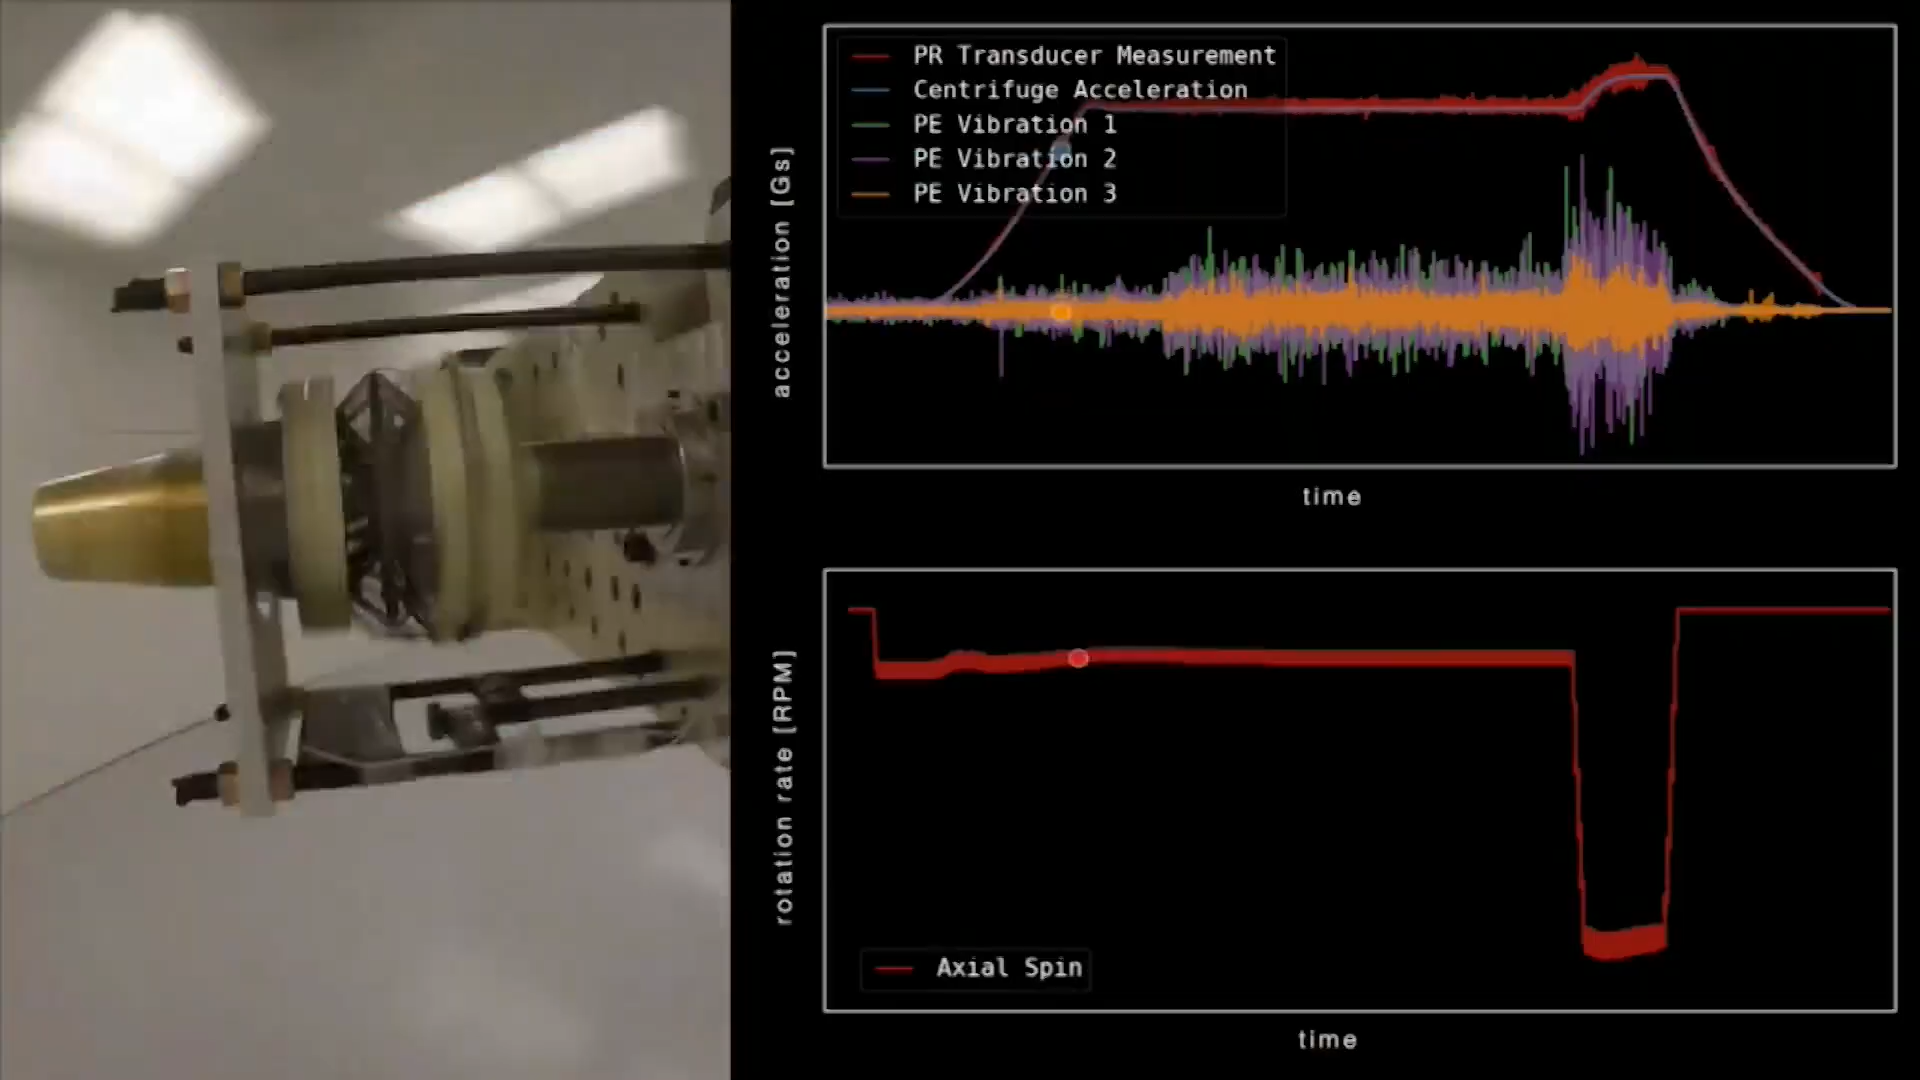 PR Transducer Measurement
Centrifuge Acceleration
PE Vibration 1
PE Vibration 2
PE Vibration 3
acceleration [Gs]
time
rotation rate [RPM]
Axial Spin
time